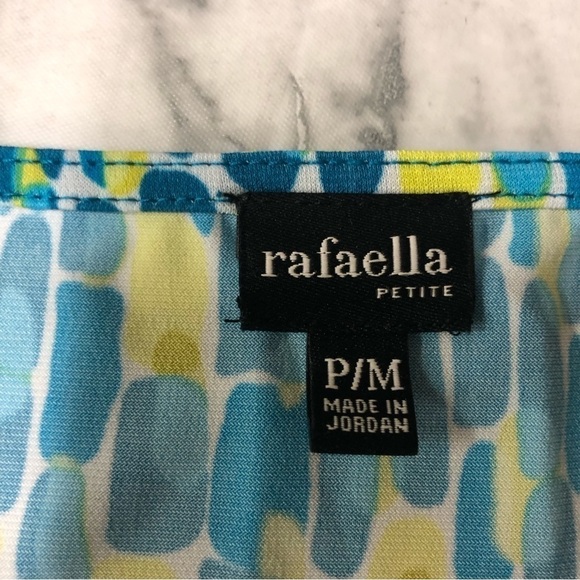 rafaella
PETITE
P/M
MADE IN
JORDAN